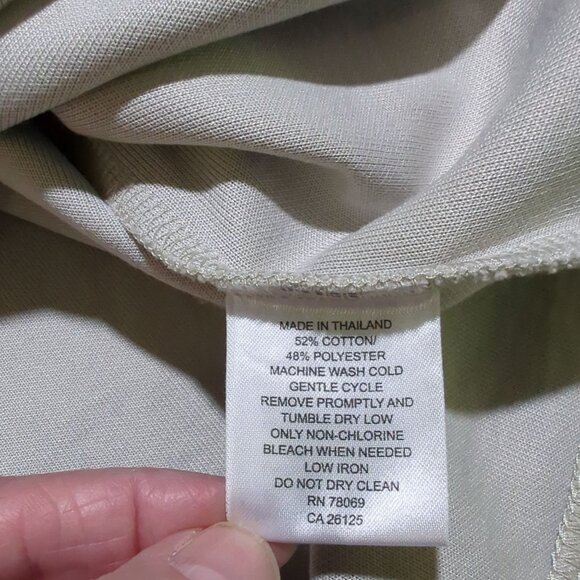 MADE IN THAILAND
52% COTTON/
48% POLYESTER
MACHINE WASH COLD
GENTLE CYCLE
REMOVE PROMPTLY AND
TUMBLE DRY LOW
ONLY NON-CHLORINE
BLEACH WHEN NEEDED
LOW IRON
DO NOT DRY CLEAN
RN 78069
CA 26125